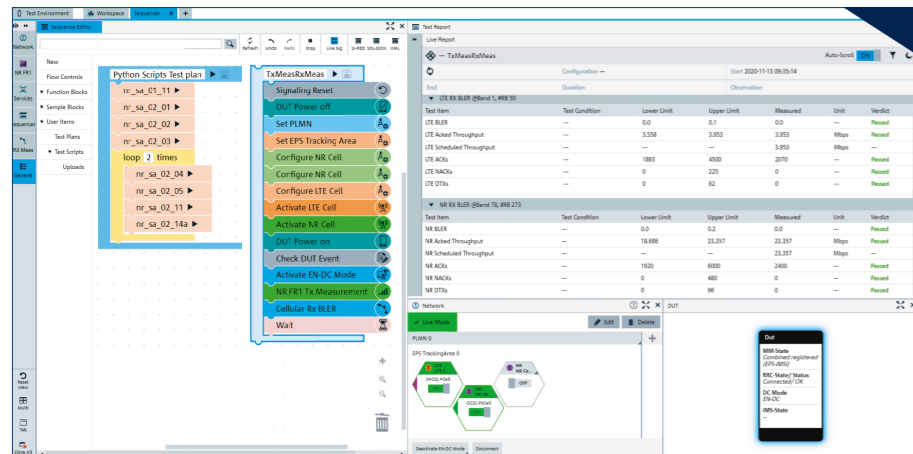 Test Environment
Workspace
Sequencer
Sequence Editor
Refresh
Undo
Redo
Stop
Live Sig
SI-RED SDL-JSON XML
Network
NR FR1
Services
Sequencer
RX Meas
General
Reset View
Multi
Tab
Close All
New
Flow Controls
Function Blocks
Sample Blocks
User Items
Test Plans
Test Scripts
Uploads
Python Scripts Test plan
nr_sa_01_11
nr_sa_02_01
nr_sa_02_02
nr_sa_02_03
loop 2 times
nr_sa_02_04
nr_sa_02_05
nr_sa_02_11
nr_sa_02_14a
TxMeasRxMeas
Signaling Reset
DUT Power off
Set PLMN
Set EPS Tracking Area
Configure NR Cell
Configure NR Cell
Configure LTE Cell
Activate LTE Cell
Activate NR Cell
DUT Power on
Check DUT Event
Activate EN-DC Mode
NR FR1 Tx Measurement
Cellular Rx BLER
Wait
Test Report
Live Report
— TxMeasRxMeas
Auto-Scroll ON
Configuration —
Start 2020-11-13 09:35:14
End
Duration
Observation
LTE RX BLER @Band 1, #RB:50
Test Item Test Condition Lower Limit Upper Limit Measured Unit Verdict
LTE BLER — 0.0 0.1 0.0 — Passed
LTE Acked Throughput — 3.558 3.953 3.953 Mbps Passed
LTE Scheduled Throughput — — — 3.953 Mbps —
LTE ACKs — 1863 4500 2070 — Passed
LTE NACKs — 0 225 0 — Passed
LTE DTXs — 0 62 0 — Passed
NR RX BLER @Band 78, #RB:273
Test Item Test Condition Lower Limit Upper Limit Measured Unit Verdict
NR BLER — 0.0 0.2 0.0 — Passed
NR Acked Throughput — 18.686 23.357 23.357 Mbps Passed
NR Scheduled Throughput — — — 23.357 Mbps —
NR ACKs — 1920 6000 2400 — Passed
NR NACKs — 0 480 0 — Passed
NR DTXs — 0 96 0 — Passed
Network
Live Mode
Edit
Delete
PLMN 0
EPS TrackingArea 0
(MCG) PCell
(SCG) PSCell
NR
OFF
Deactivate EN-DC Mode
Disconnect
DUT
Dut
MM-State
Combined registered
(EPS-IMSI)
RRC-State/ Status
Connected/ OK
DC Mode
EN-DC
IMS-State
--